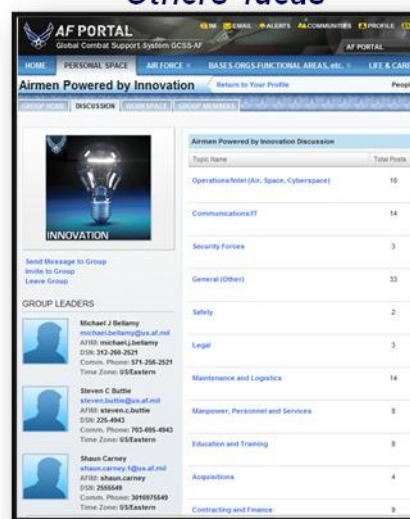 Others' Ideas
AF PORTAL
Global Combat Support System GCSS-AF
IM EMAIL ALERTS COMMUNITIES PROFILE
AF PORTAL
HOME PERSONAL SPACE AIR FORCE BASES-ORGS-FUNCTIONAL AREAS, etc. LIFE & CARE
Airmen Powered by Innovation Return to Your Profile Peopl
GROUP HOME DISCUSSION WORKSPACE GROUP MEMBERS
INNOVATION
Send Message to Group
Invite to Group
Leave Group
GROUP LEADERS
Michael J Bellamy
michael.bellamy@us.af.mil
AFIM: michael.j.bellamy
DSN: 312-260-2521
Comm. Phone: 571-256-2521
Time Zone: US/Eastern
Steven C Buttie
steven.buttie@us.af.mil
AFIM: steven.c.buttie
DSN: 225-4943
Comm. Phone: 703-695-4943
Time Zone: US/Eastern
Shaun Carney
shaun.carney.1@us.af.mil
AFIM: shaun.carney
DSN: 2555549
Comm. Phone: 3016975549
Time Zone: US/Eastern
Airmen Powered by Innovation Discussion
Topic Name Total Posts
Operations/Intel (Air, Space, Cyberspace) 10
Communications/IT 14
Security Forces 3
General (Other) 33
Safety 2
Legal 3
Maintenance and Logistics 14
Manpower, Personnel and Services 8
Education and Training 8
Acquisitions 4
Contracting and Finance 9